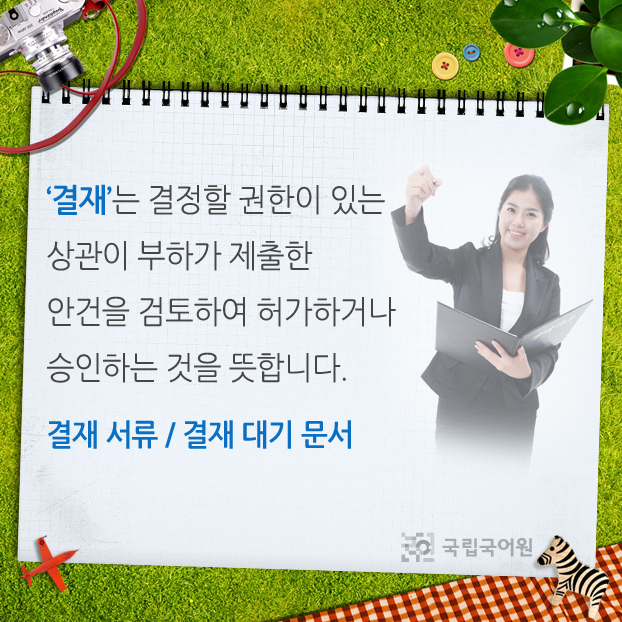 ‘결재’는 결정할 권한이 있는
상관이 부하가 제출한
안건을 검토하여 허가하거나
승인하는 것을 뜻합니다.
결재 서류 / 결재 대기 문서
국립국어원